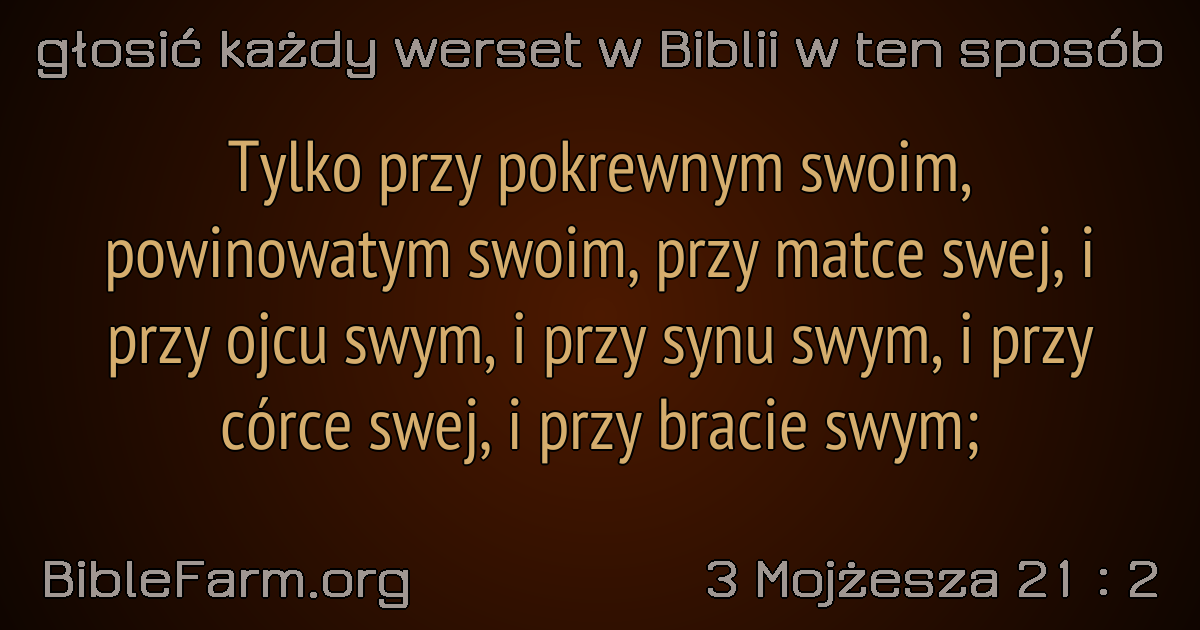 głosić każdy werset w Biblii w ten sposób
Tylko przy pokrewnym swoim,
powinowatym swoim, przy matce swej, i
przy ojcu swym, i przy synu swym, i przy
córce swej, i przy bracie swym;
BibleFarm.org
3 Mojżesza 21 : 2